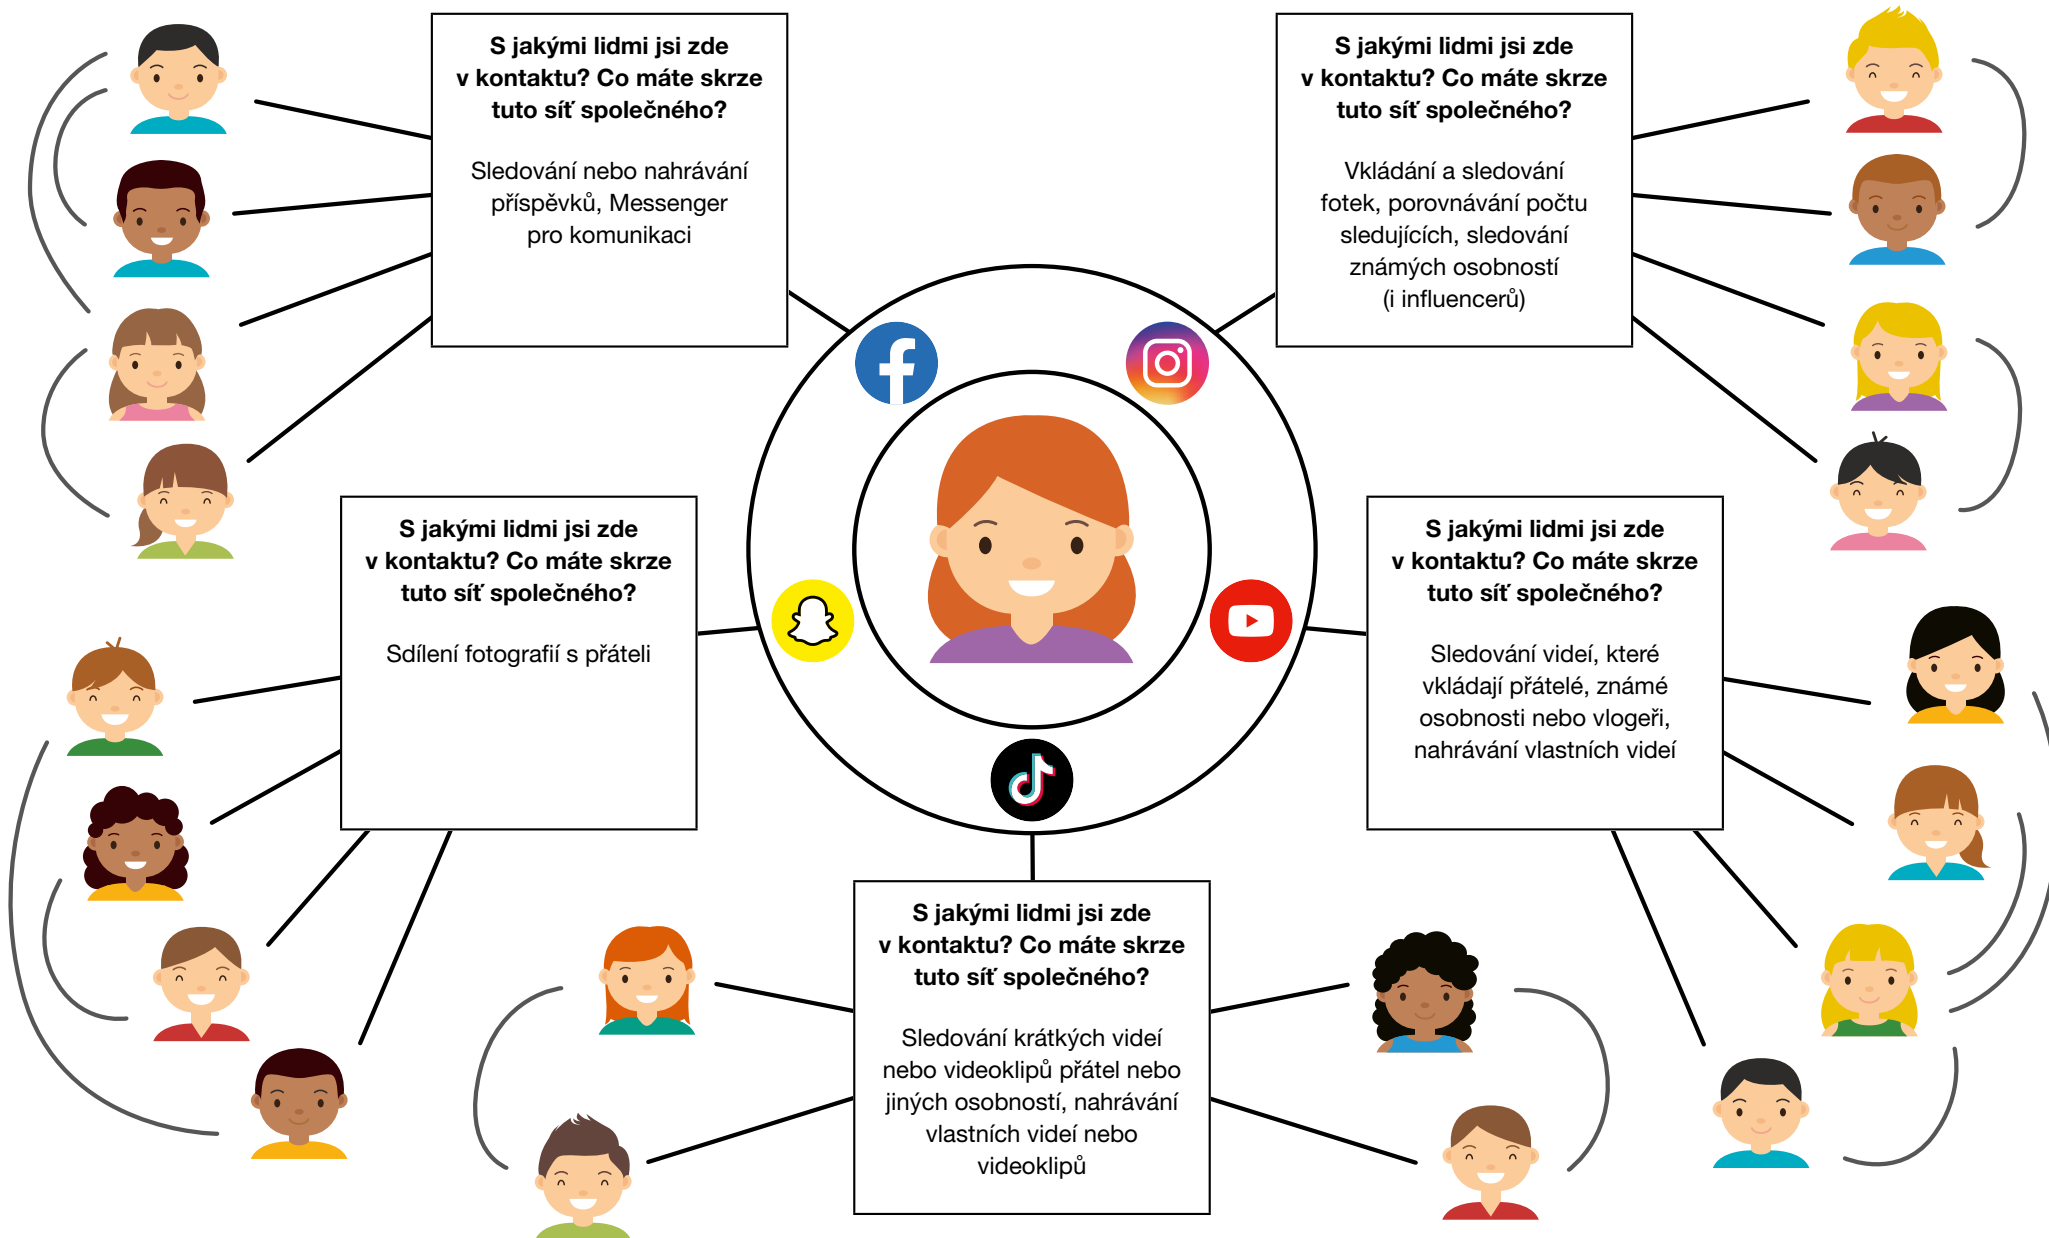 S jakými lidmi jsi zde
v kontaktu? Co máte skrze
tuto síť společného?
Sledování nebo nahrávání
příspěvků, Messenger
pro komunikaci
S jakými lidmi jsi zde
v kontaktu? Co máte skrze
tuto síť společného?
Vkládání a sledování
fotek, porovnávání počtu
sledujících, sledování
známých osobností
(i influencerů)
S jakými lidmi jsi zde
v kontaktu? Co máte skrze
tuto síť společného?
Sdílení fotografií s přáteli
S jakými lidmi jsi zde
v kontaktu? Co máte skrze
tuto síť společného?
Sledování videí, které
vkládají přátelé, známé
osobnosti nebo vlogeři,
nahrávání vlastních videí
S jakými lidmi jsi zde
v kontaktu? Co máte skrze
tuto síť společného?
Sledování krátkých videí
nebo videoklipů přátel nebo
jiných osobností, nahrávání
vlastních videí nebo
videoklipů